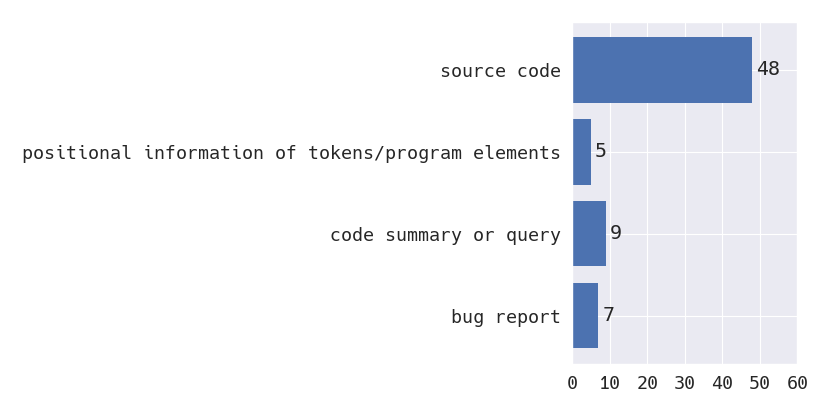 source code 48
positional information of tokens/program elements 5
code summary or query 9
bug report 7
0 10 20 30 40 50 60